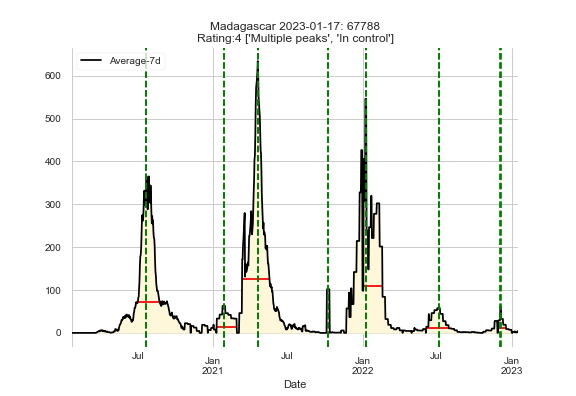 Madagascar 2023-01-17: 67788
Rating:4 ['Multiple peaks', 'In control']
Average-7d
600
500
400
300
200
100
0
Jul
Jan
2021
Jul
Jan
2022
Jul
Jan
2023
Date